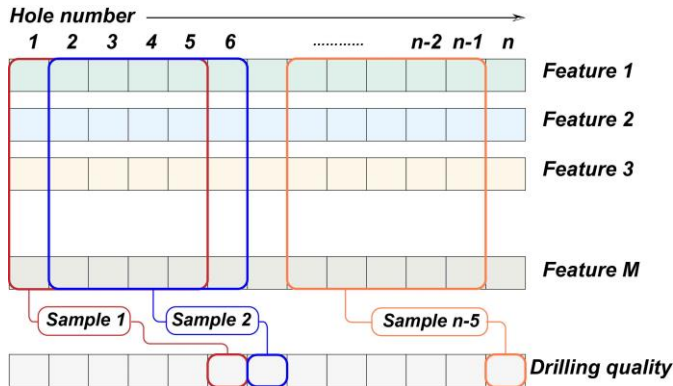 Hole number
1 2 3 4 5 6 ............ n-2 n-1 n
Feature 1
Feature 2
Feature 3
Feature M
Sample 1 Sample 2 Sample n-5
Drilling quality